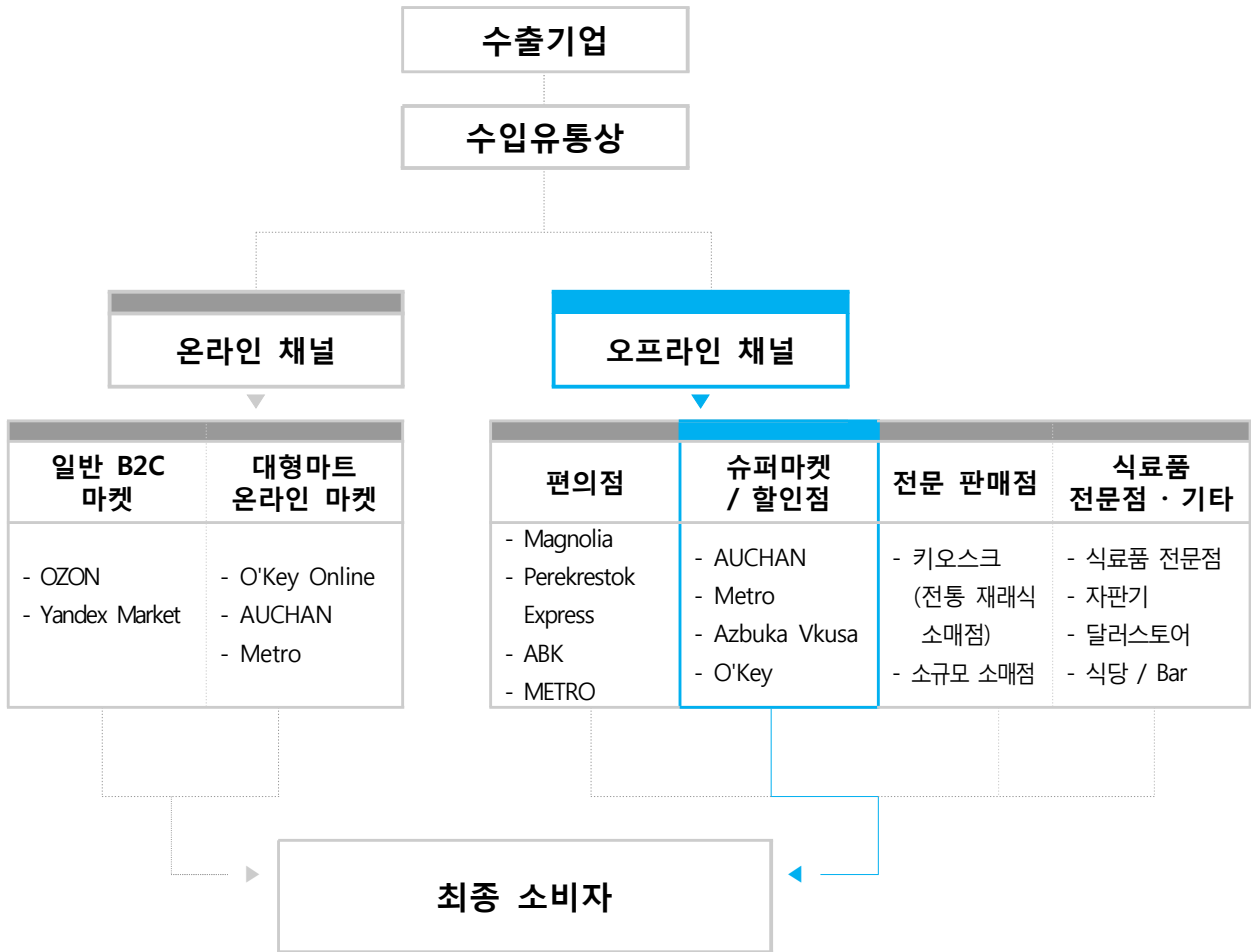 수출기업
수입유통상
온라인 채널
오프라인 채널
일반 B2C
마켓
대형마트
온라인 마켓
- OZON
- Yandex Market
- O'Key Online
- AUCHAN
- Metro
편의점
- Magnolia
- Perekrestok
Express
- ABK
- METRO
슈퍼마켓
/ 할인점
- AUCHAN
- Metro
- Azbuka Vkusa
- O'Key
전문 판매점
- 키오스크
(전통 재래식
소매점)
- 소규모 소매점
식료품
전문점 · 기타
- 식료품 전문점
- 자판기
- 달러스토어
- 식당 / Bar
최종 소비자